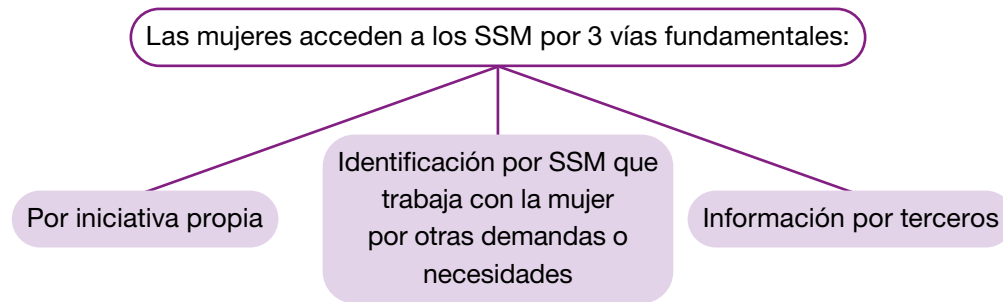 Las mujeres acceden a los SSM por 3 vías fundamentales:
Por iniciativa propia
Identificación por SSM que
trabaja con la mujer
por otras demandas o
necesidades
Información por terceros